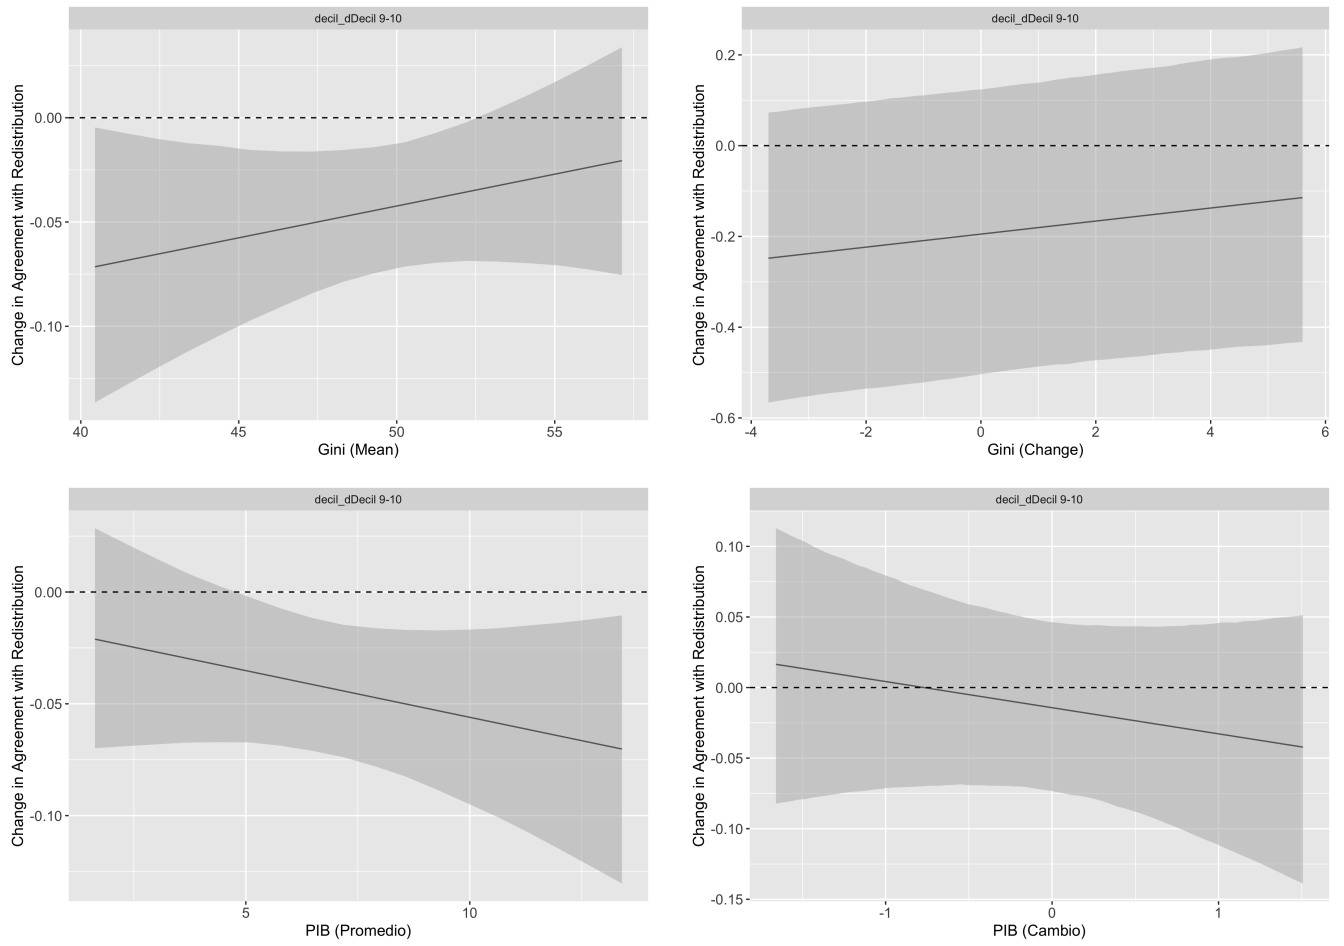 decil_dDecil 9-10
Change in Agreement with Redistribution
0.00
-0.05
-0.10
40
45
50
55
Gini (Mean)
decil_dDecil 9-10
Change in Agreement with Redistribution
0.2
0.0
-0.2
-0.4
-0.6
-4
-2
0
2
4
6
Gini (Change)
decil_dDecil 9-10
Change in Agreement with Redistribution
0.00
-0.05
-0.10
5
10
PIB (Promedio)
decil_dDecil 9-10
Change in Agreement with Redistribution
0.10
0.05
0.00
-0.05
-0.10
-0.15
-1
0
1
PIB (Cambio)